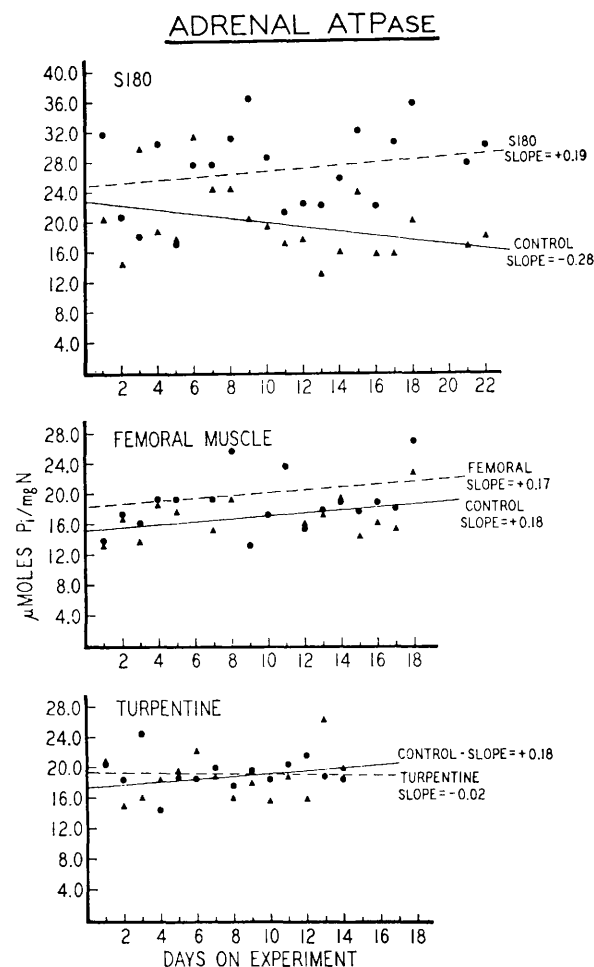 ADRENAL ATPASE
S180
40.0
36.0
32.0
28.0
24.0
20.0
16.0
12.0
8.0
4.0
S180
SLOPE=+0.19
CONTROL
SLOPE=-0.28
2 4 6 8 10 12 14 16 18 20 22
FEMORAL MUSCLE
28.0
24.0
20.0
16.0
12.0
8.0
4.0
FEMORAL
SLOPE=+0.17
CONTROL
SLOPE=+0.18
2 4 6 8 10 12 14 16 18
μMOLES Pi/mgN
TURPENTINE
28.0
24.0
20.0
16.0
12.0
8.0
4.0
CONTROL-SLOPE=+0.18
TURPENTINE
SLOPE=-0.02
2 4 6 8 10 12 14 16 18
DAYS ON EXPERIMENT